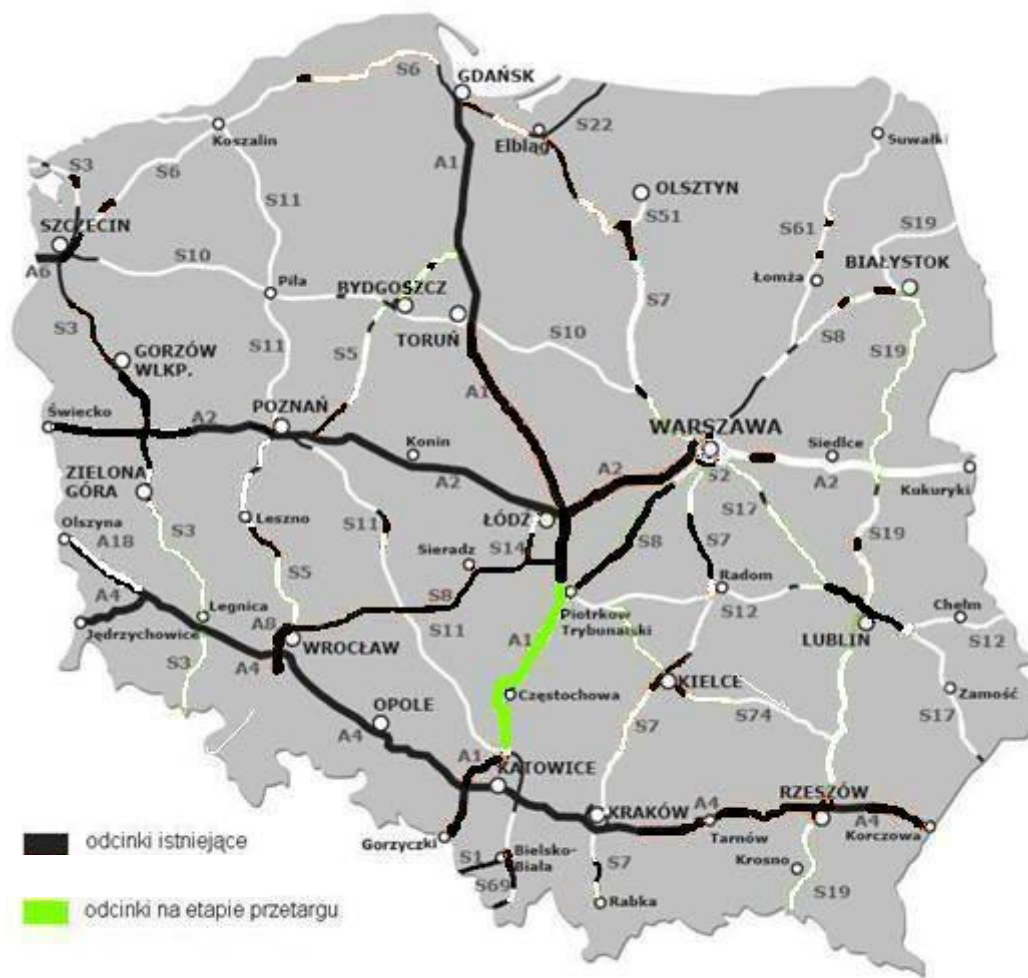 S6
GDAŃSK
S22
Elbląg
Koszalin
Suwałki
A1
S3
S6
S11
OLSZTYN
S51
S61
S19
SZCZECIN
A6
S10
Piła
BYDGOSZCZ
Łomża
BIAŁYSTOK
S7
TORUŃ
S10
S8
S3
S11
S5
S19
GORZÓW
WLKP.
A1
Świecko
A2
POZNAŃ
Konin
WARSZAWA
Siedlce
A2
A2
S2
A2
Kukuryki
ZIELONA
GÓRA
S17
Olszyna
Leszno
S11
ŁÓDŹ
A18
S3
Sieradz
S14
S8
S7
S19
A4
S5
S8
Radom
Legnica
S12
Piotrków
Trybunalski
Chełm
Jędrzychowice
A8
S11
A1
LUBLIN
S12
WROCŁAW
S3
A4
KIELCE
Częstochowa
Zamość
OPOLE
S7
S74
S17
A4
A1
KATOWICE
RZESZÓW
KRAKÓW
A4
A4
Gorzyczki
Tarnów
Korczowa
S1
Bielsko-
Biała
S7
Krosno
S69
S19
Rabka
odcinki istniejące
odcinki na etapie przetargu